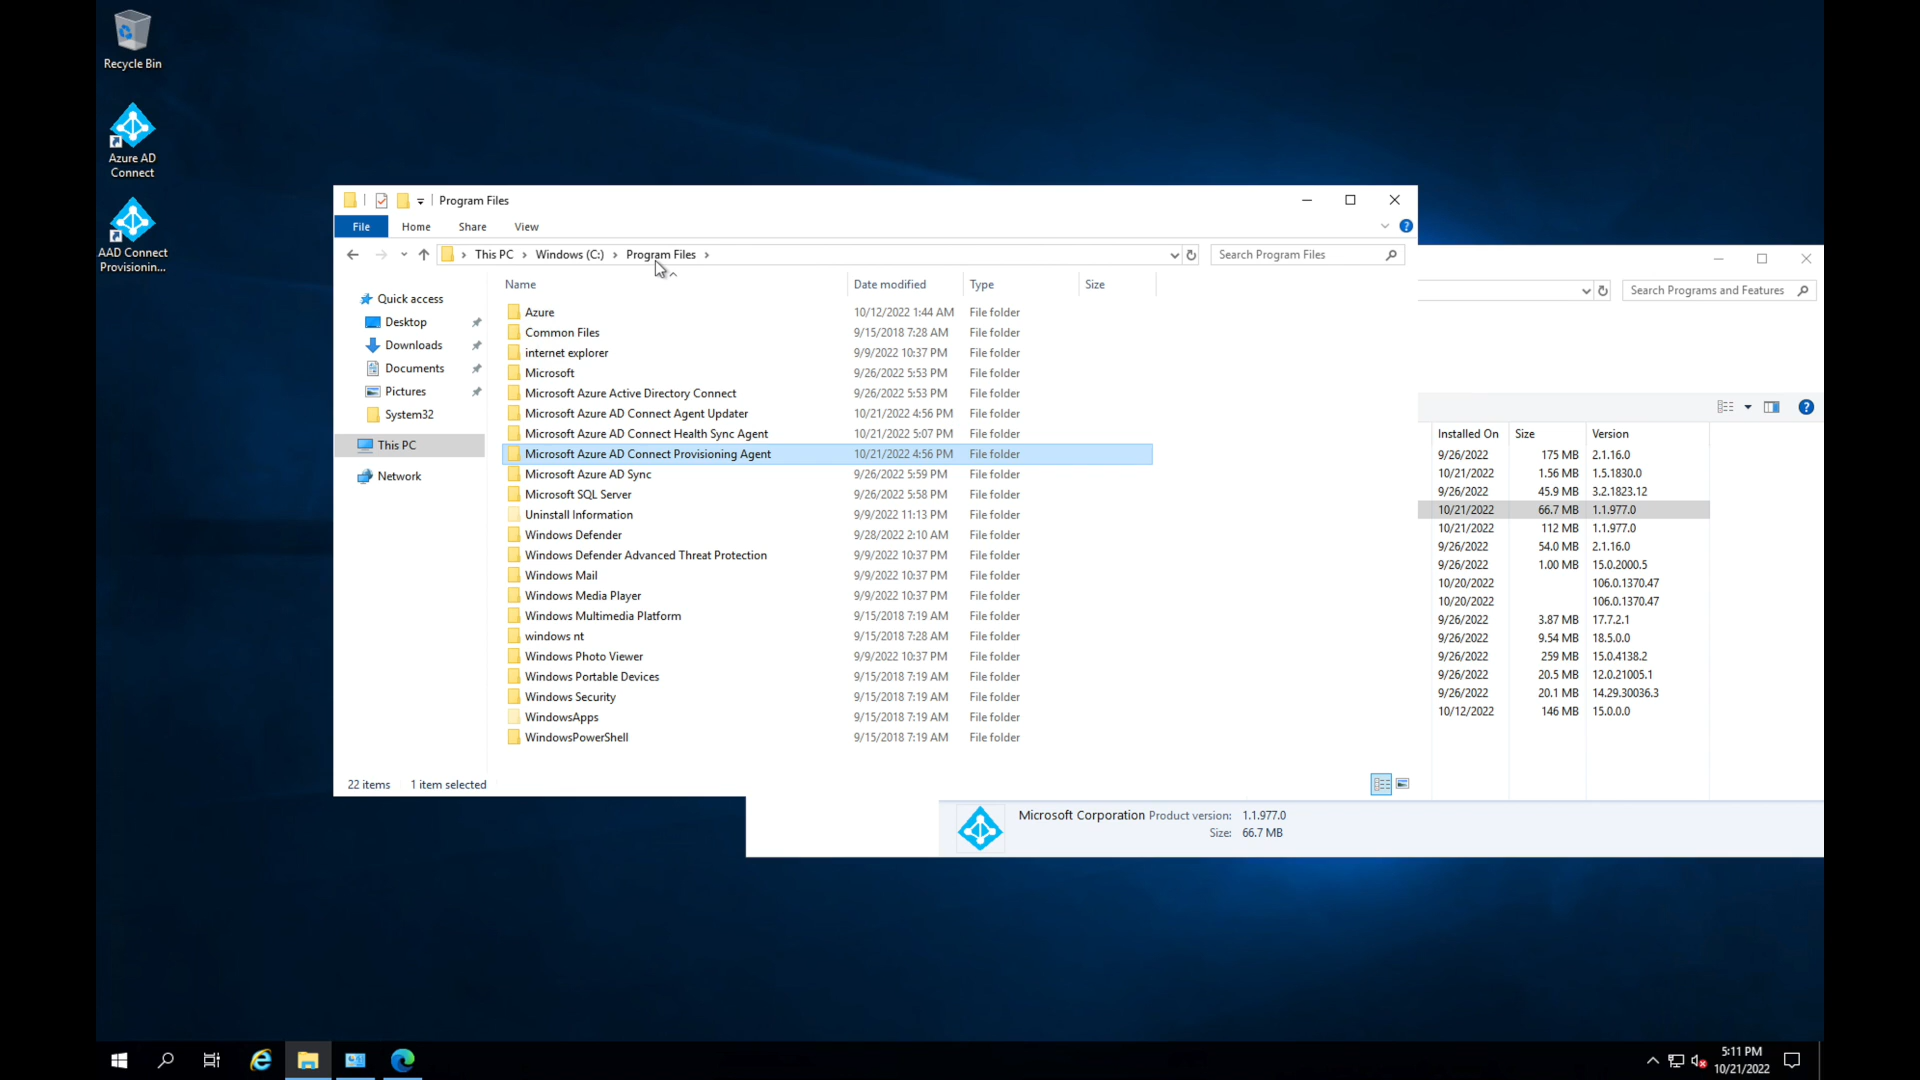 Recycle Bin
Azure AD
Connect
AAD Connect
Provisionin...
Program Files
File Home Share View
This PC Windows (C:) Program Files
Search Program Files
Name Date modified Type Size
Quick access
Desktop
Downloads
Documents
Pictures
System32
This PC
Network
Azure 10/12/2022 1:44 AM File folder
Common Files 9/15/2018 7:28 AM File folder
internet explorer 9/9/2022 10:37 PM File folder
Microsoft 9/26/2022 5:53 PM File folder
Microsoft Azure Active Directory Connect 9/26/2022 5:53 PM File folder
Microsoft Azure AD Connect Agent Updater 10/21/2022 4:56 PM File folder
Microsoft Azure AD Connect Health Sync Agent 10/21/2022 5:07 PM File folder
Microsoft Azure AD Connect Provisioning Agent 10/21/2022 4:56 PM File folder
Microsoft Azure AD Sync 9/26/2022 5:59 PM File folder
Microsoft SQL Server 9/26/2022 5:58 PM File folder
Uninstall Information 9/9/2022 11:13 PM File folder
Windows Defender 9/28/2022 2:10 AM File folder
Windows Defender Advanced Threat Protection 9/9/2022 10:37 PM File folder
Windows Mail 9/9/2022 10:37 PM File folder
Windows Media Player 9/9/2022 10:37 PM File folder
Windows Multimedia Platform 9/15/2018 7:19 AM File folder
windows nt 9/15/2018 7:28 AM File folder
Windows Photo Viewer 9/9/2022 10:37 PM File folder
Windows Portable Devices 9/15/2018 7:19 AM File folder
Windows Security 9/15/2018 7:19 AM File folder
WindowsApps 9/15/2018 7:19 AM File folder
WindowsPowerShell 9/15/2018 7:19 AM File folder
22 items 1 item selected
Search Programs and Features
Installed On Size Version
9/26/2022 175 MB 2.1.16.0
10/21/2022 1.56 MB 1.5.1830.0
9/26/2022 45.9 MB 3.2.1823.12
10/21/2022 66.7 MB 1.1.977.0
10/21/2022 112 MB 1.1.977.0
9/26/2022 54.0 MB 2.1.16.0
9/26/2022 1.00 MB 15.0.2000.5
10/20/2022 106.0.1370.47
10/20/2022 106.0.1370.47
9/26/2022 3.87 MB 17.7.2.1
9/26/2022 9.54 MB 18.5.0.0
9/26/2022 259 MB 15.0.4138.2
9/26/2022 20.5 MB 12.0.21005.1
9/26/2022 20.1 MB 14.29.30036.3
10/12/2022 146 MB 15.0.0.0
Microsoft Corporation Product version: 1.1.977.0
Size: 66.7 MB
5:11 PM
10/21/2022